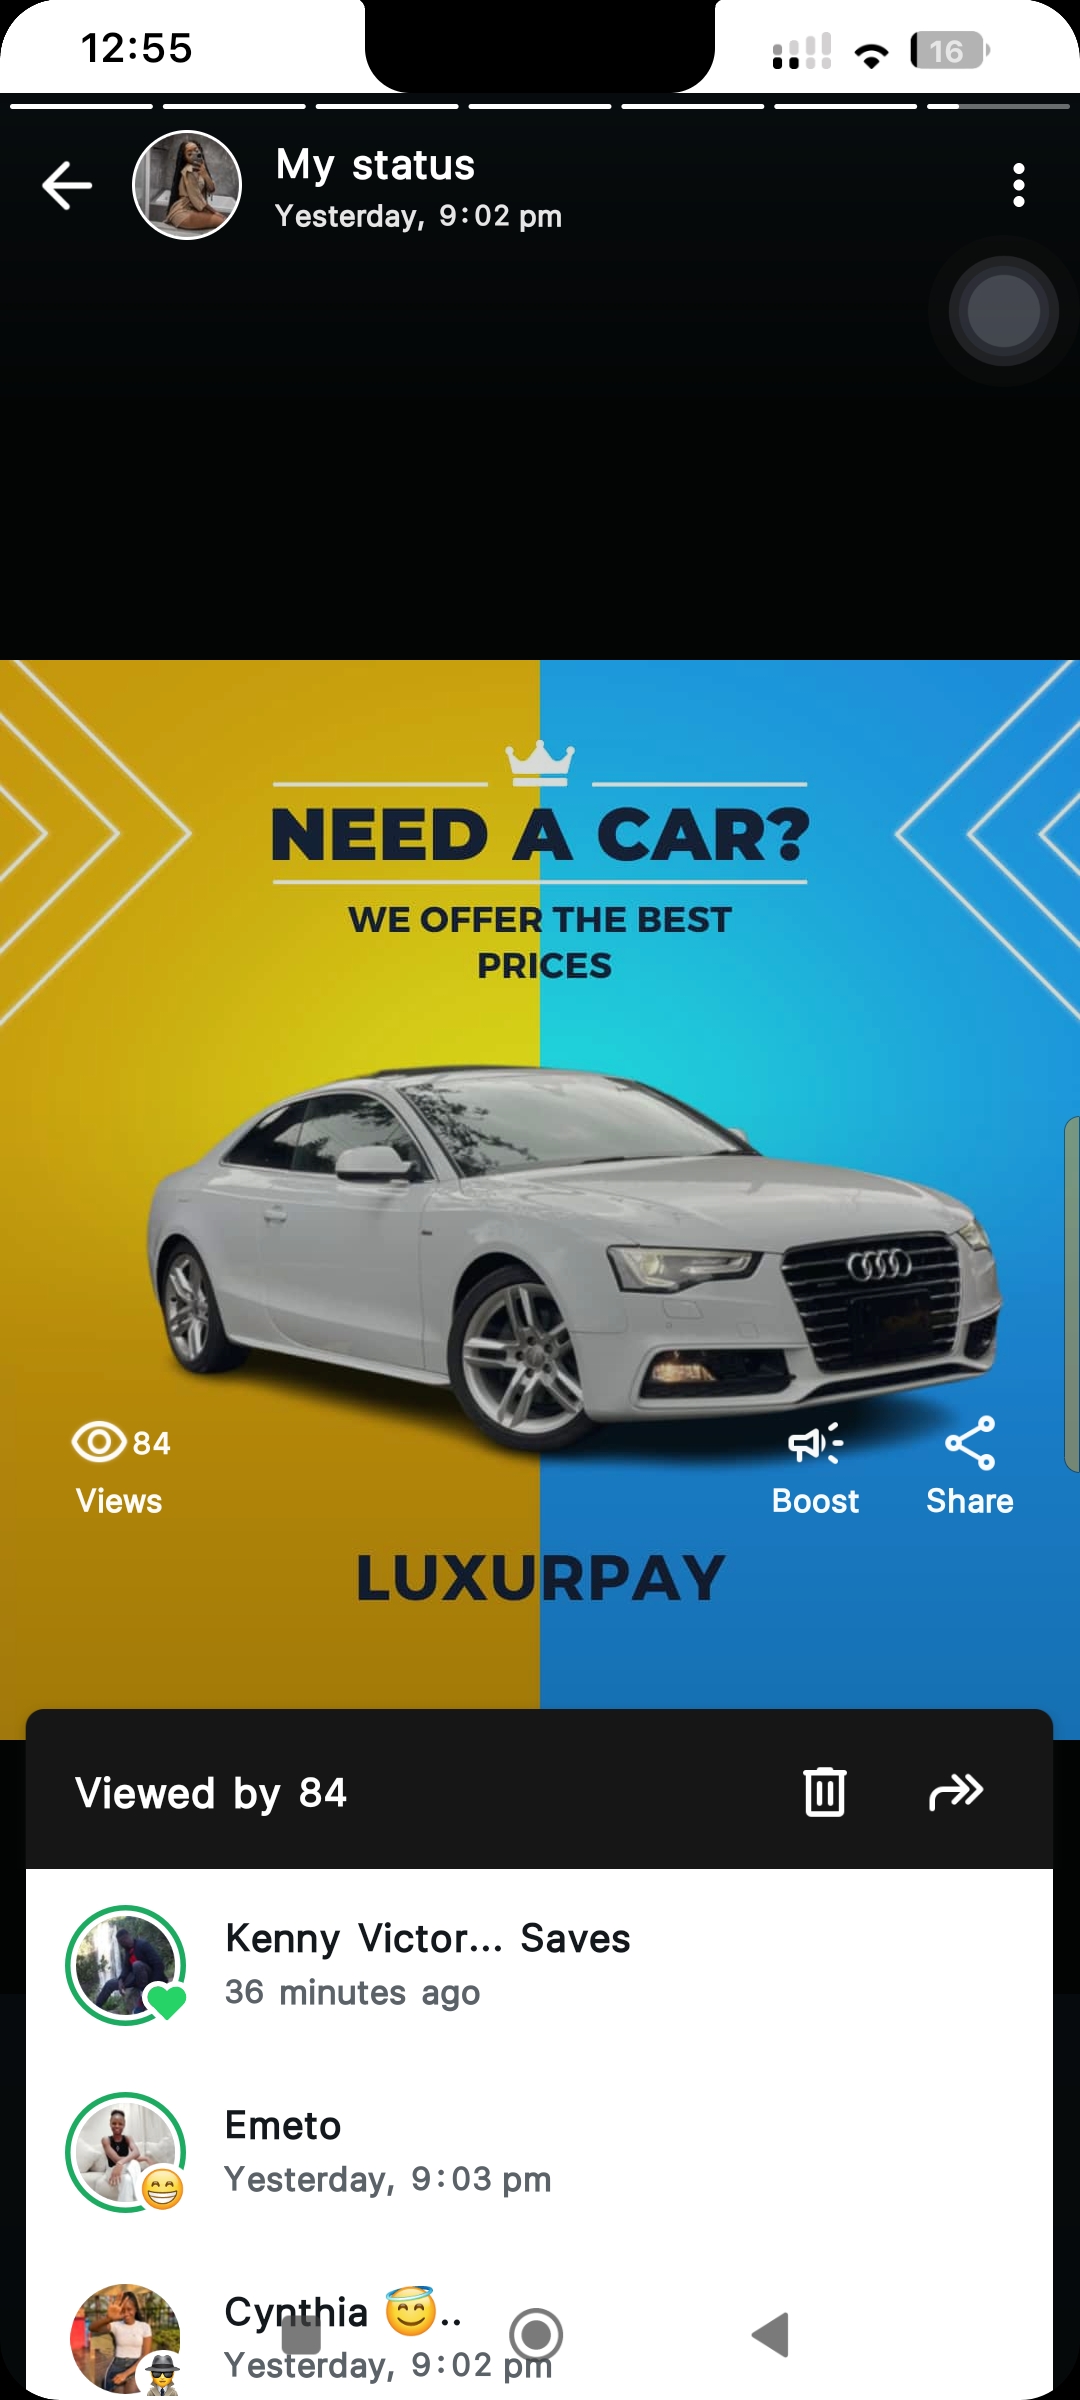 12:55
16
My status
Yesterday, 9:02 pm
NEED A CAR?
WE OFFER THE BEST
PRICES
84
Views
Boost
Share
LUXURPAY
Viewed by 84
Kenny Victor... Saves
36 minutes ago
Emeto
Yesterday, 9:03 pm
Cynthia 😇..
Yesterday, 9:02 pm